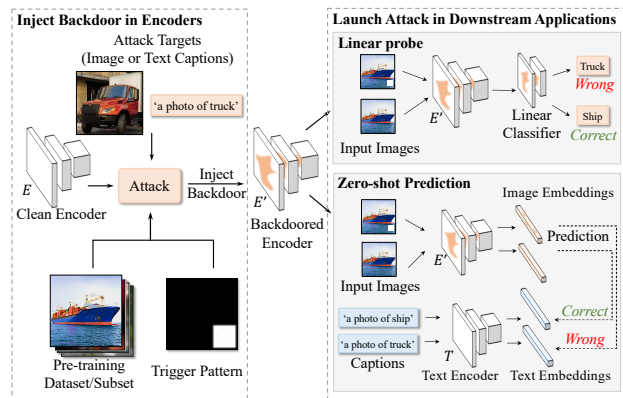 Inject Backdoor in Encoders
Attack Targets
(Image or Text Captions)
'a photo of truck'
E
Clean Encoder
Attack
Inject
Backdoor
E'
Backdoored
Encoder
Pre-training
Dataset/Subset
Trigger Pattern
Launch Attack in Downstream Applications
Linear probe
Input Images
E'
Linear
Classifier
Truck
Wrong
Ship
Correct
Zero-shot Prediction
Image Embeddings
Input Images
E'
Prediction
'a photo of ship'
'a photo of truck'
Captions
T
Text Encoder
Correct
Wrong
Text Embeddings